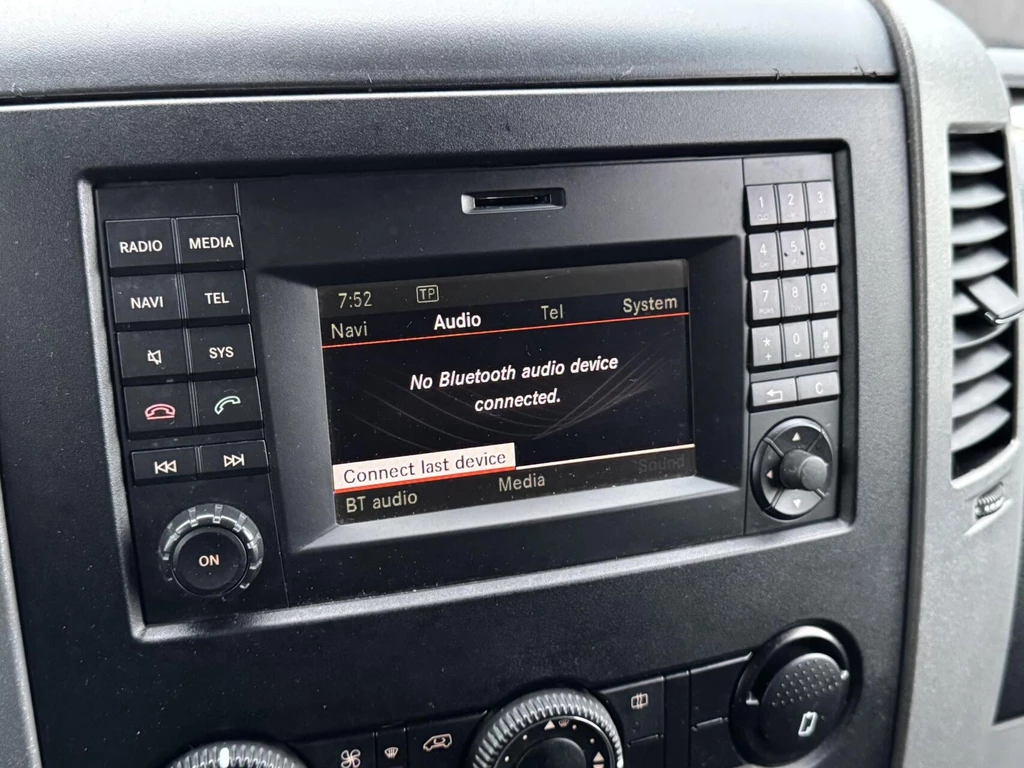 RADIO MEDIA
NAVI TEL
SYS
ON
7:52 TP
Navi Audio Tel System
No Bluetooth audio device
connected.
Connect last device
BT audio Media Sound
1 2 3
4 5 6
7 8 9
* 0 #
+
C